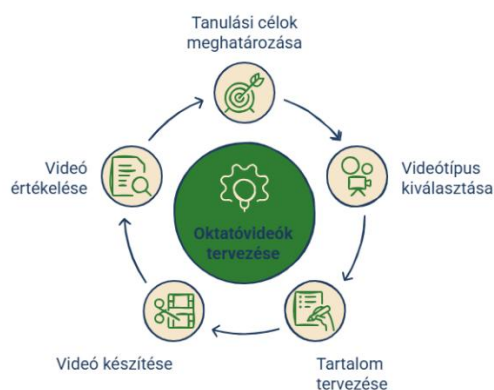 Tanulási célok
meghatározása
Videótípus
kiválasztása
Tartalom
tervezése
Videó készítése
Videó
értékelése
Oktatóvideók
tervezése